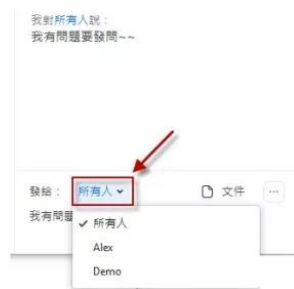 我對所有人說：
我有問題要發問~~
發給： 所有人 文件 ...
我有問題
所有人
Alex
Demo